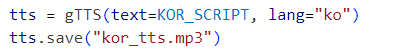 tts = gTTS(text=KOR_SCRIPT, lang="ko")
tts.save("kor_tts.mp3")